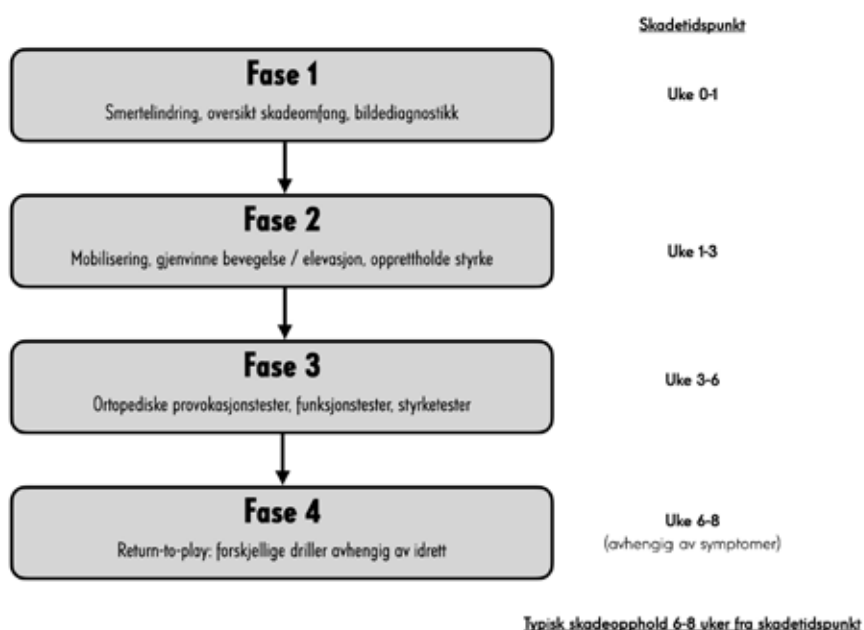 Skadetidspunkt
Fase 1
Smertelindring, oversikt skadeomfang, bildediagnostikk
Uke 0-1
Fase 2
Mobilisering, gjenvinne bevegelse / elevasjon, opprettholde styrke
Uke 1-3
Fase 3
Ortopediske provokasjonstester, funksjonstester, styrketester
Uke 3-6
Fase 4
Return-to-play: forskjellige driller avhengig av idrett
Uke 6-8
(avhengig av symptomer)
Typisk skadeopphold 6-8 uker fra skadetidspunkt